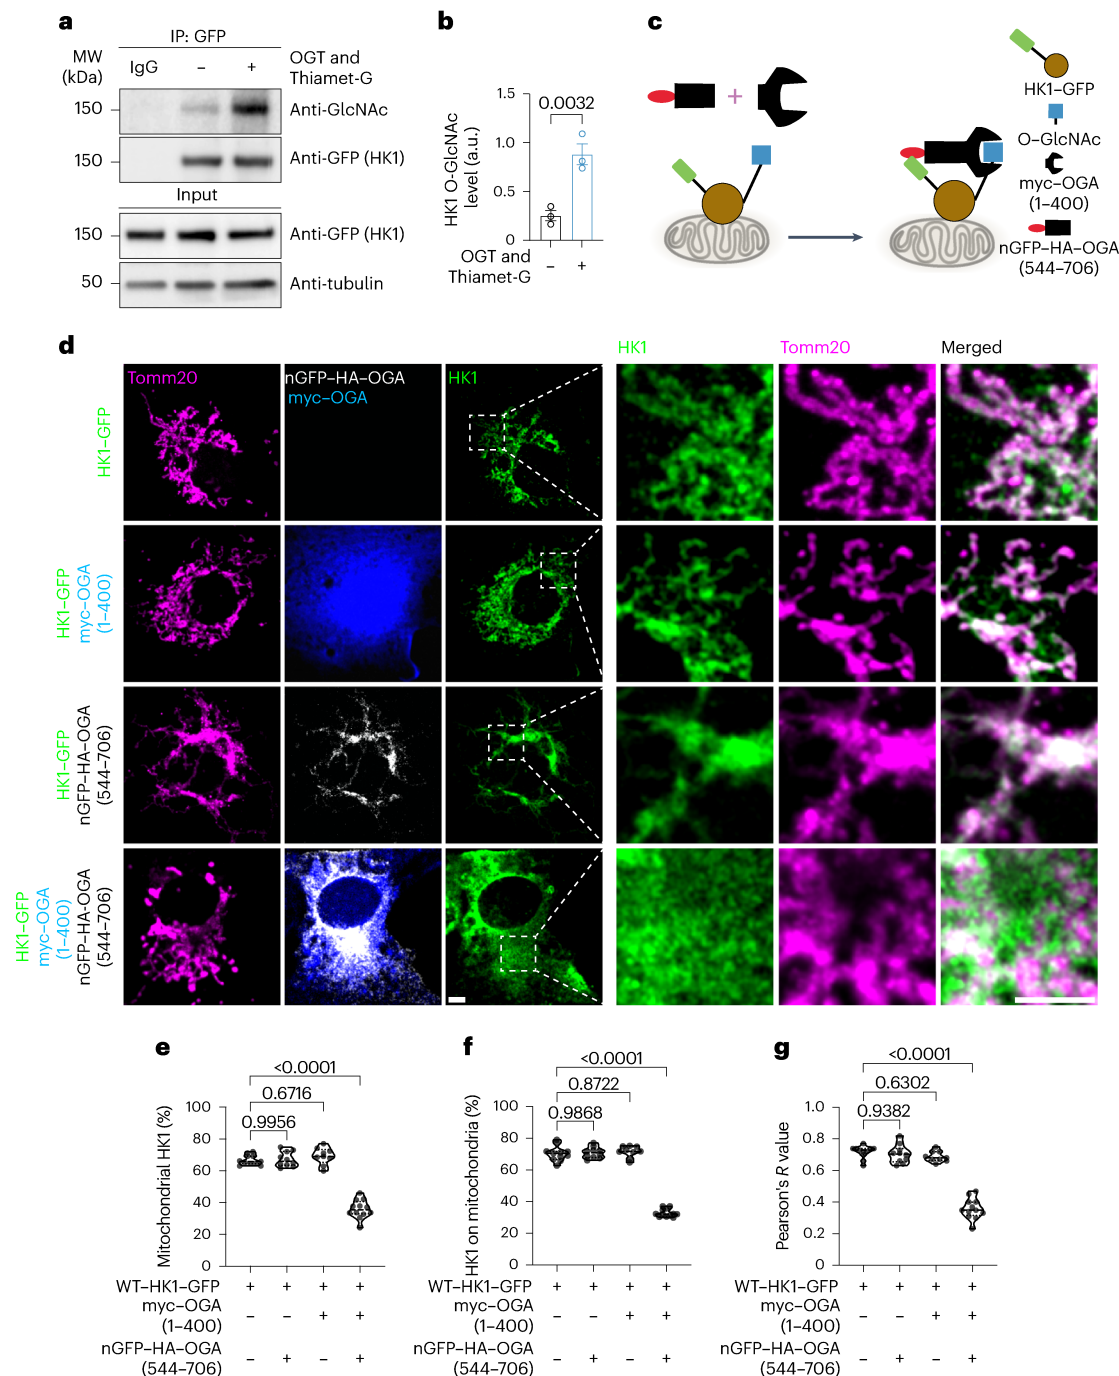 a
IP: GFP
MW
(kDa)
IgG
–
+
OGT and
Thiamet-G
150
Anti-GlcNAc
150
Anti-GFP (HK1)
Input
150
Anti-GFP (HK1)
50
Anti-tubulin
b
HK1 O-GlcNAc
level (a.u.)
1.5
1.0
0.5
0
0.0032
OGT and
Thiamet-G
–
+
c
+
HK1–GFP
O–GlcNAc
myc–OGA
(1–400)
nGFP–HA–OGA
(544–706)
d
Tomm20
nGFP–HA–OGA
myc–OGA
HK1
HK1
Tomm20
Merged
HK1–GFP
HK1–GFP
myc–OGA
(1–400)
HK1–GFP
nGFP–HA–OGA
(544–706)
HK1–GFP
myc–OGA
(1–400)
nGFP–HA–OGA
(544–706)
e
Mitochondrial HK1 (%)
100
80
60
40
20
0
<0.0001
0.6716
0.9956
WT–HK1–GFP + + + +
myc–OGA
(1–400)
– – + +
nGFP–HA–OGA
(544–706)
– + – +
f
HK1 on mitochondria (%)
100
80
60
40
20
0
<0.0001
0.8722
0.9868
WT–HK1–GFP + + + +
myc–OGA
(1–400)
– – + +
nGFP–HA–OGA
(544–706)
– + – +
g
Pearson's R value
1.0
0.8
0.6
0.4
0.2
0
<0.0001
0.6302
0.9382
WT–HK1–GFP + + + +
myc–OGA
(1–400)
– – + +
nGFP–HA–OGA
(544–706)
– + – +